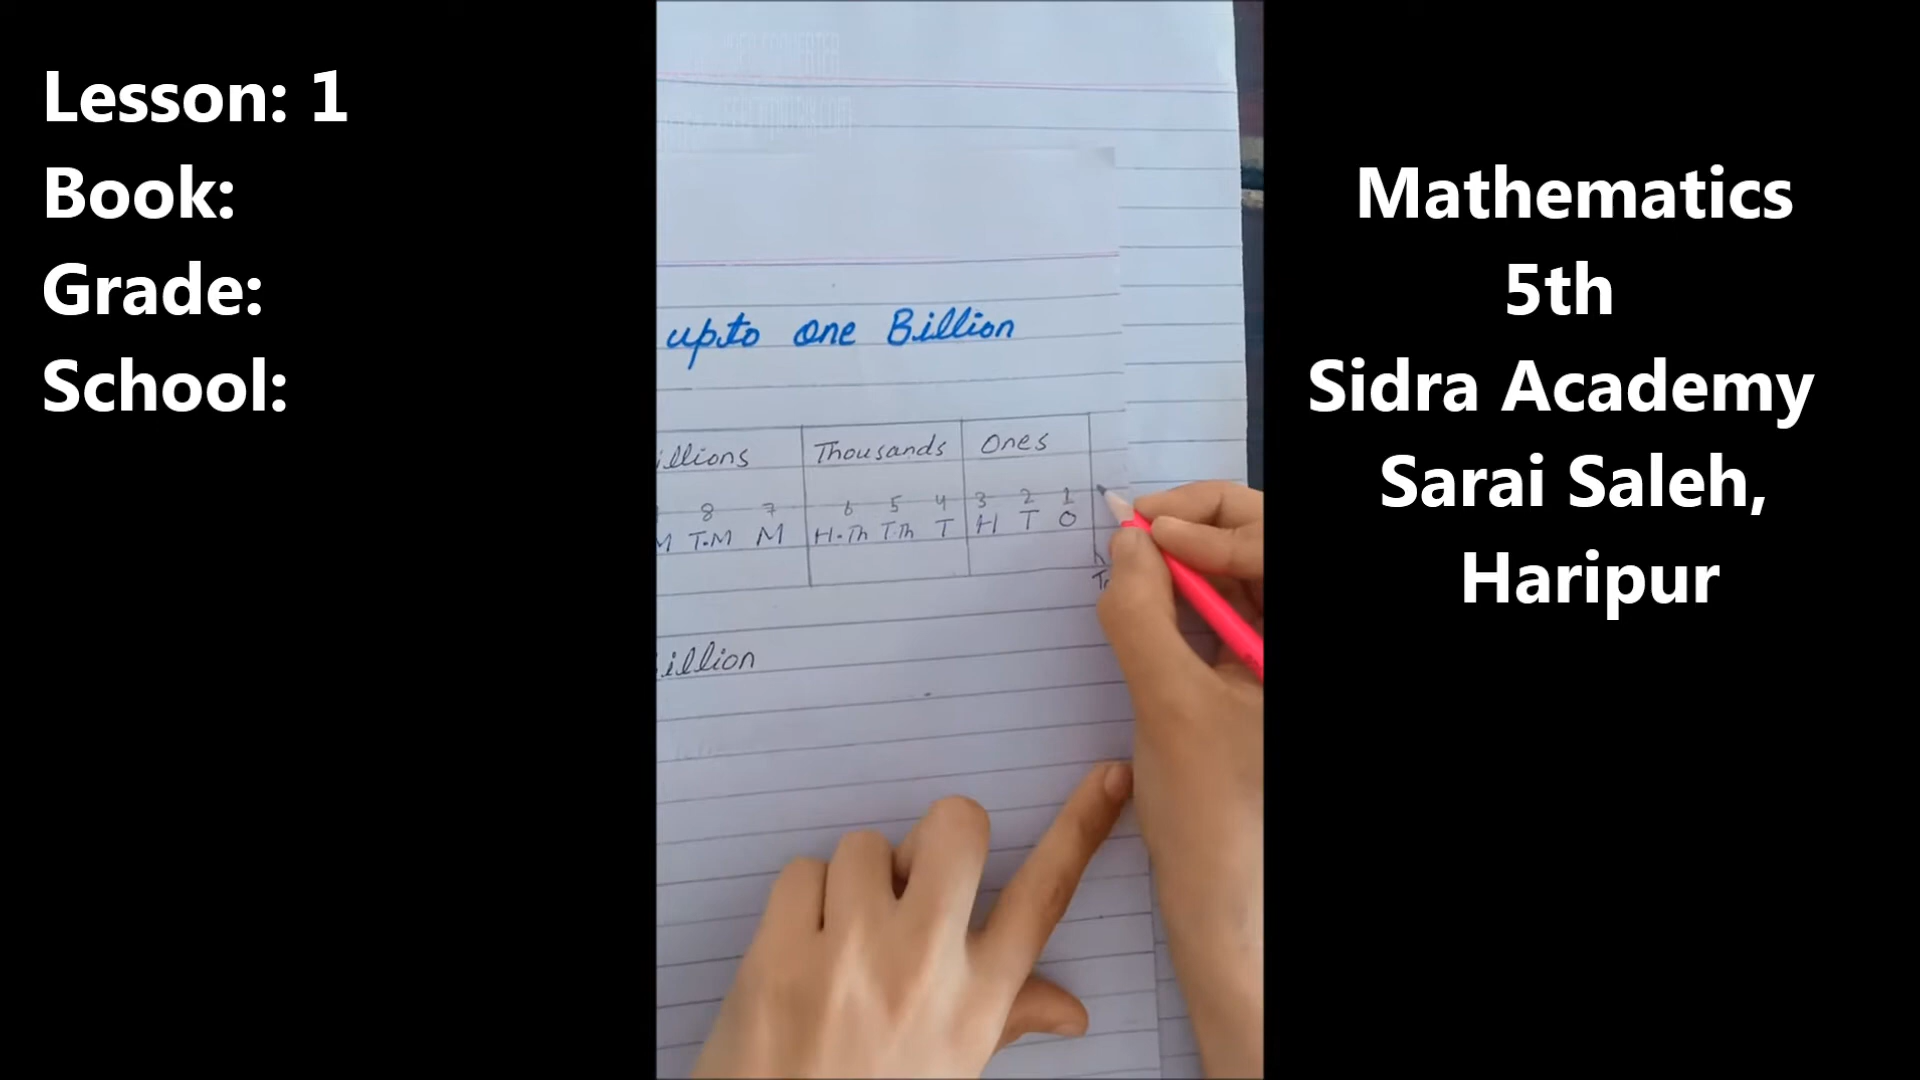 Lesson: 1
Book:
Grade:
School:
upto one Billion
illions Thousands Ones
8 7 6 5 4 3 2 1
M T.M M H.Th T.Th T H T O
illion
Mathematics
5th
Sidra Academy
Sarai Saleh,
Haripur